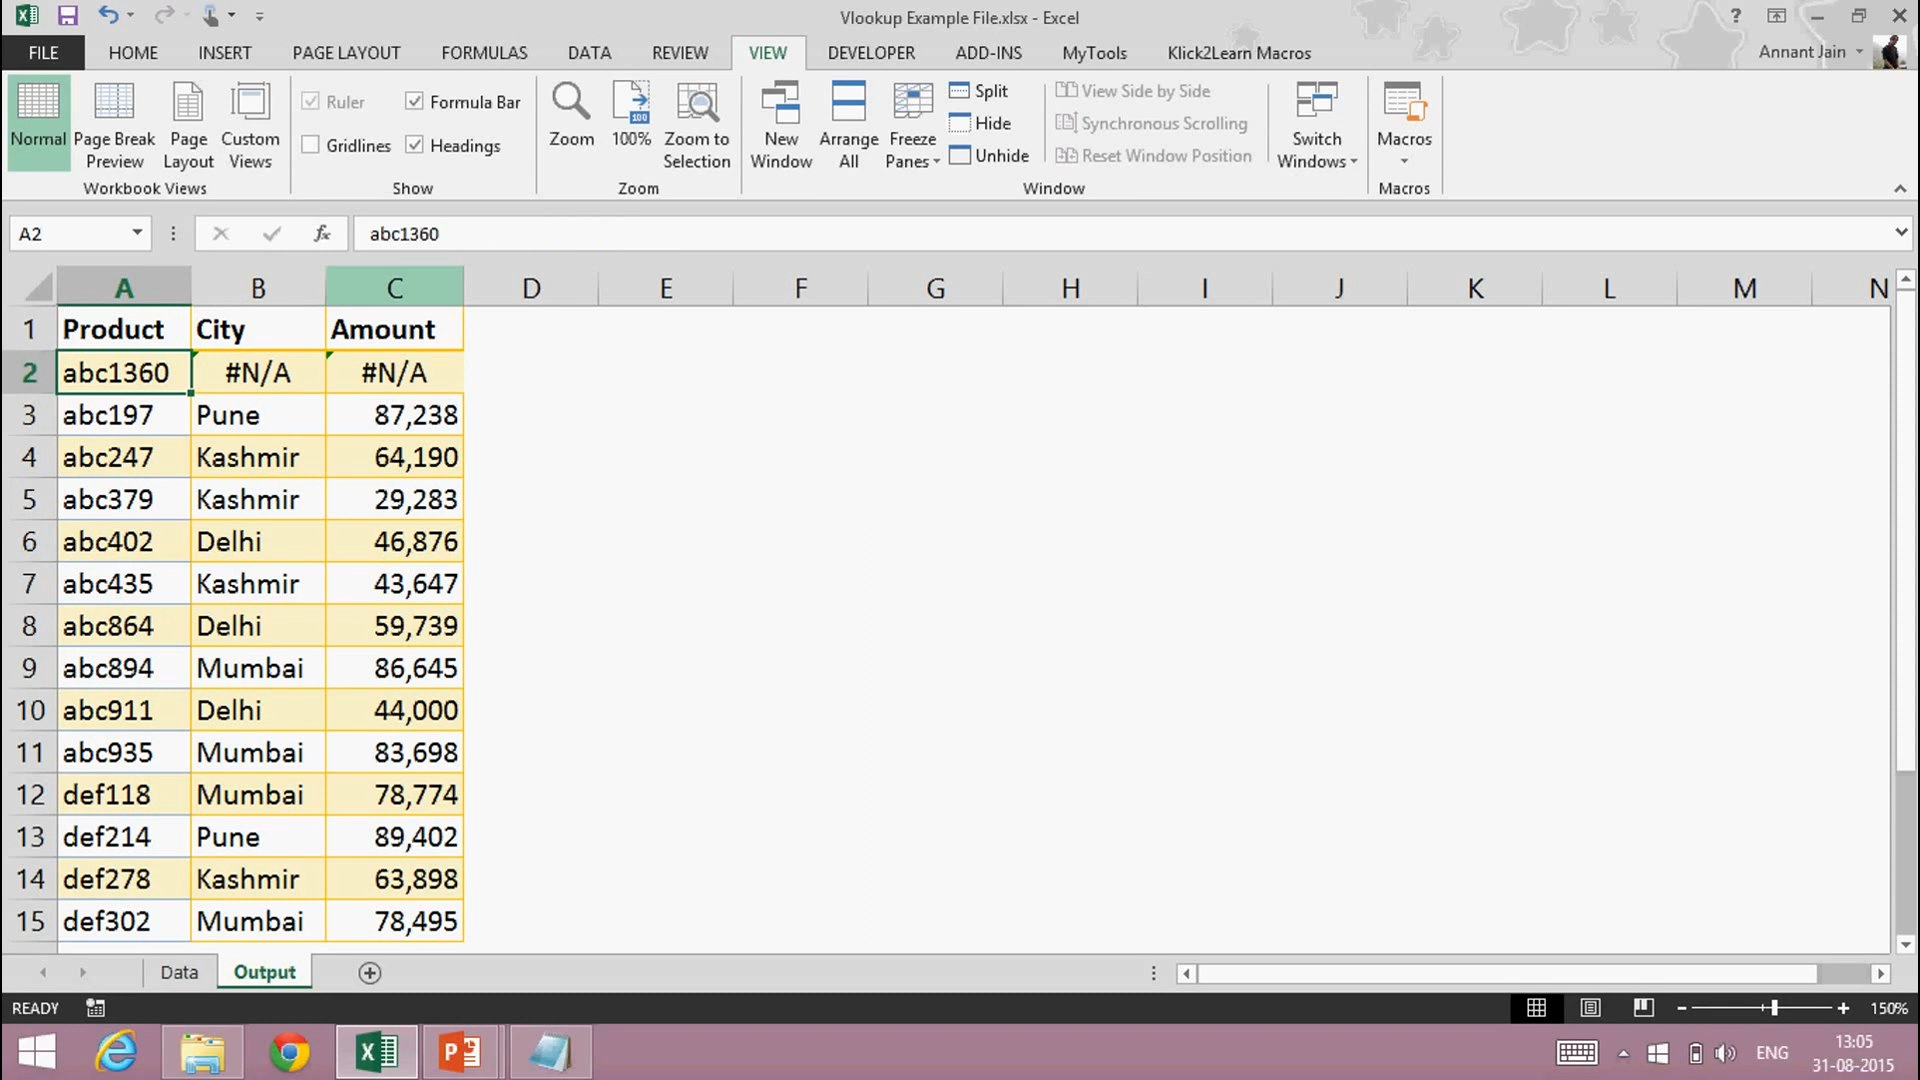 Vlookup Example File.xlsx - Excel
?
FILE HOME INSERT PAGE LAYOUT FORMULAS DATA REVIEW VIEW DEVELOPER ADD-INS MyTools Klick2Learn Macros Annant Jain
Normal
Page Break Preview
Page Layout
Custom Views
Workbook Views
Ruler
Formula Bar
Gridlines
Headings
Show
Zoom
100%
Zoom to Selection
Zoom
New Window
Arrange All
Freeze Panes
Split
Hide
Unhide
View Side by Side
Synchronous Scrolling
Reset Window Position
Window
Switch Windows
Macros
Macros
A2 fx abc1360
A B C D E F G H I J K L M N
1 Product City Amount
2 abc1360 #N/A #N/A
3 abc197 Pune 87,238
4 abc247 Kashmir 64,190
5 abc379 Kashmir 29,283
6 abc402 Delhi 46,876
7 abc435 Kashmir 43,647
8 abc864 Delhi 59,739
9 abc894 Mumbai 86,645
10 abc911 Delhi 44,000
11 abc935 Mumbai 83,698
12 def118 Mumbai 78,774
13 def214 Pune 89,402
14 def278 Kashmir 63,898
15 def302 Mumbai 78,495
Data Output
READY 150%
ENG 13:05
31-08-2015